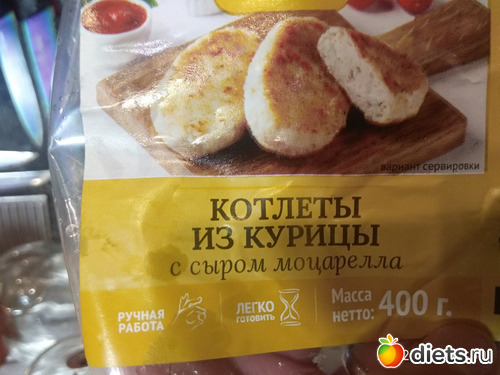 вариант сервировки
КОТЛЕТЫ
ИЗ КУРИЦЫ
с сыром моцарелла
РУЧНАЯ
РАБОТА
ЛЕГКО
ГОТОВИТЬ
Масса
нетто: 400 г.
diets.ru